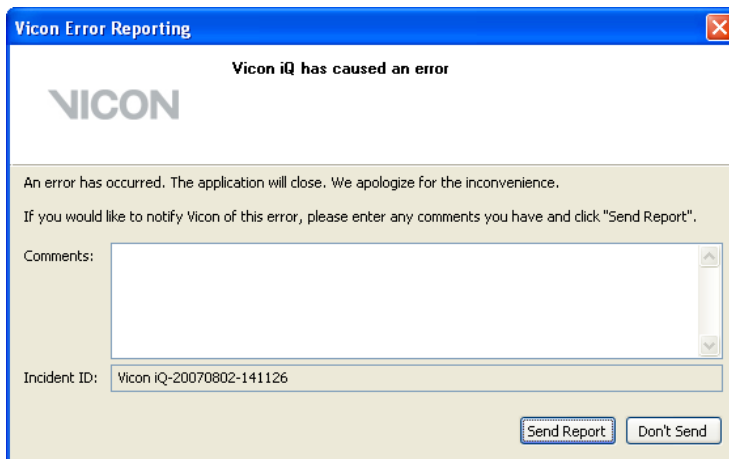 Vicon Error Reporting
Vicon iQ has caused an error
VICON
An error has occurred. The application will close. We apologize for the inconvenience.
If you would like to notify Vicon of this error, please enter any comments you have and click "Send Report".
Comments:
Incident ID: Vicon iQ-20070802-141126
Send Report Don't Send